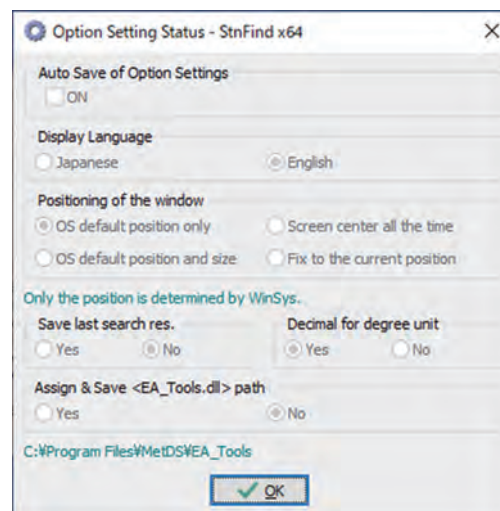 Option Setting Status - StnFind x64
Auto Save of Option Settings
ON
Display Language
Japanese English
Positioning of the window
OS default position only Screen center all the time
OS default position and size Fix to the current position
Only the position is determined by WinSys.
Save last search res. Decimal for degree unit
Yes No Yes No
Assign & Save <EA_Tools.dll> path
Yes No
C:¥Program Files¥MetDS¥EA_Tools
OK